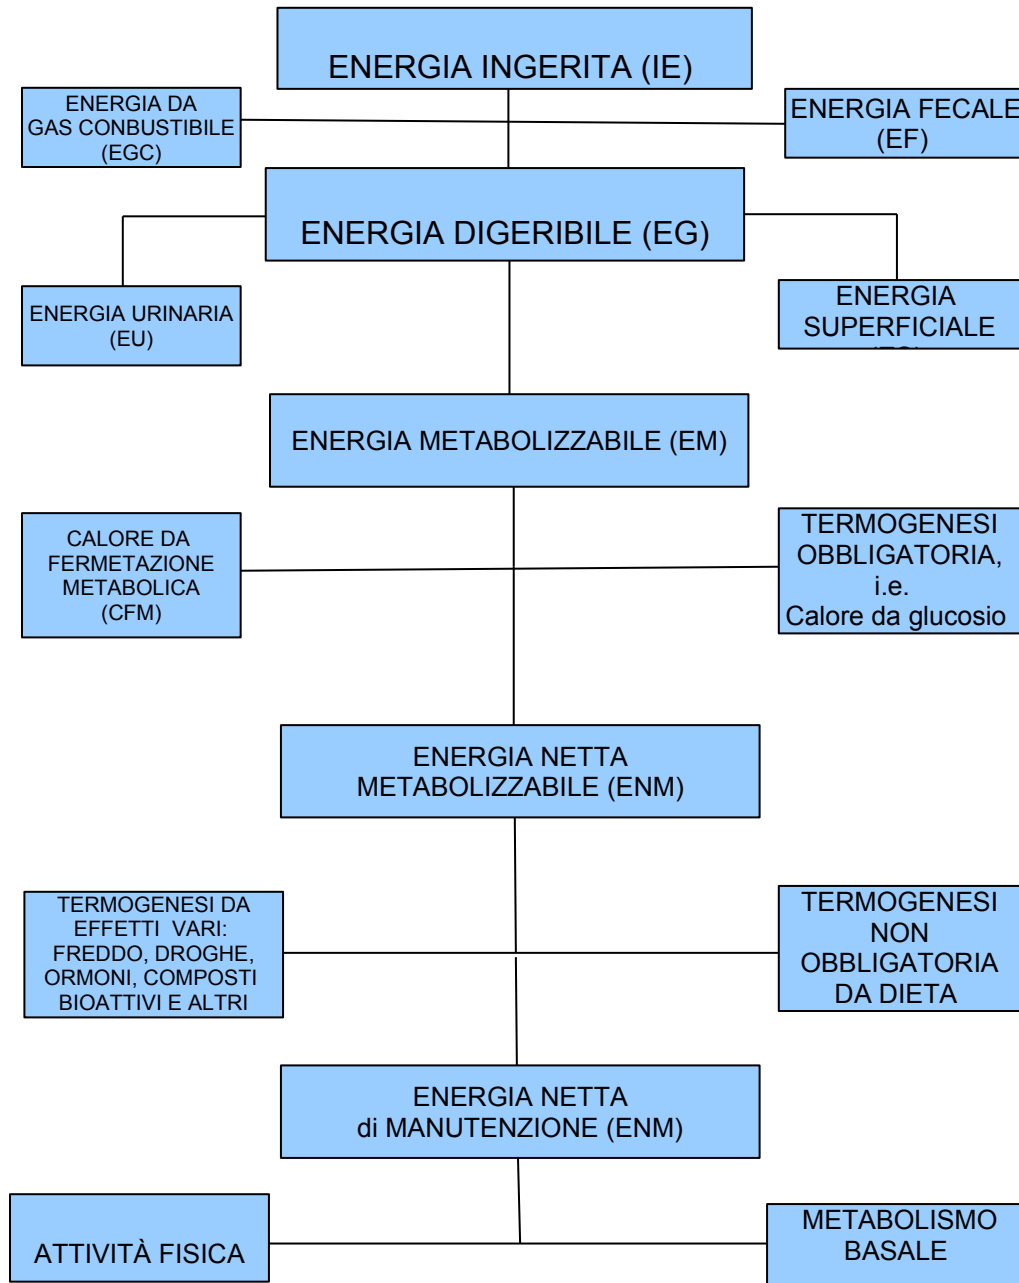 ENERGIA INGERITA (IE)
ENERGIA DA
GAS CONBUSTIBILE
(EGC)
ENERGIA FECALE
(EF)
ENERGIA DIGERIBILE (EG)
ENERGIA URINARIA
(EU)
ENERGIA
SUPERFICIALE
ENERGIA METABOLIZZABILE (EM)
CALORE DA
FERMETAZIONE
METABOLICA
(CFM)
TERMOGENESI
OBBLIGATORIA,
i.e.
Calore da glucosio
ENERGIA NETTA
METABOLIZZABILE (ENM)
TERMOGENESI DA
EFFETTI VARI:
FREDDO, DROGHE,
ORMONI, COMPOSTI
BIOATTIVI E ALTRI
TERMOGENESI
NON
OBBLIGATORIA
DA DIETA
ENERGIA NETTA
di MANUTENZIONE (ENM)
ATTIVITÀ FISICA
METABOLISMO
BASALE